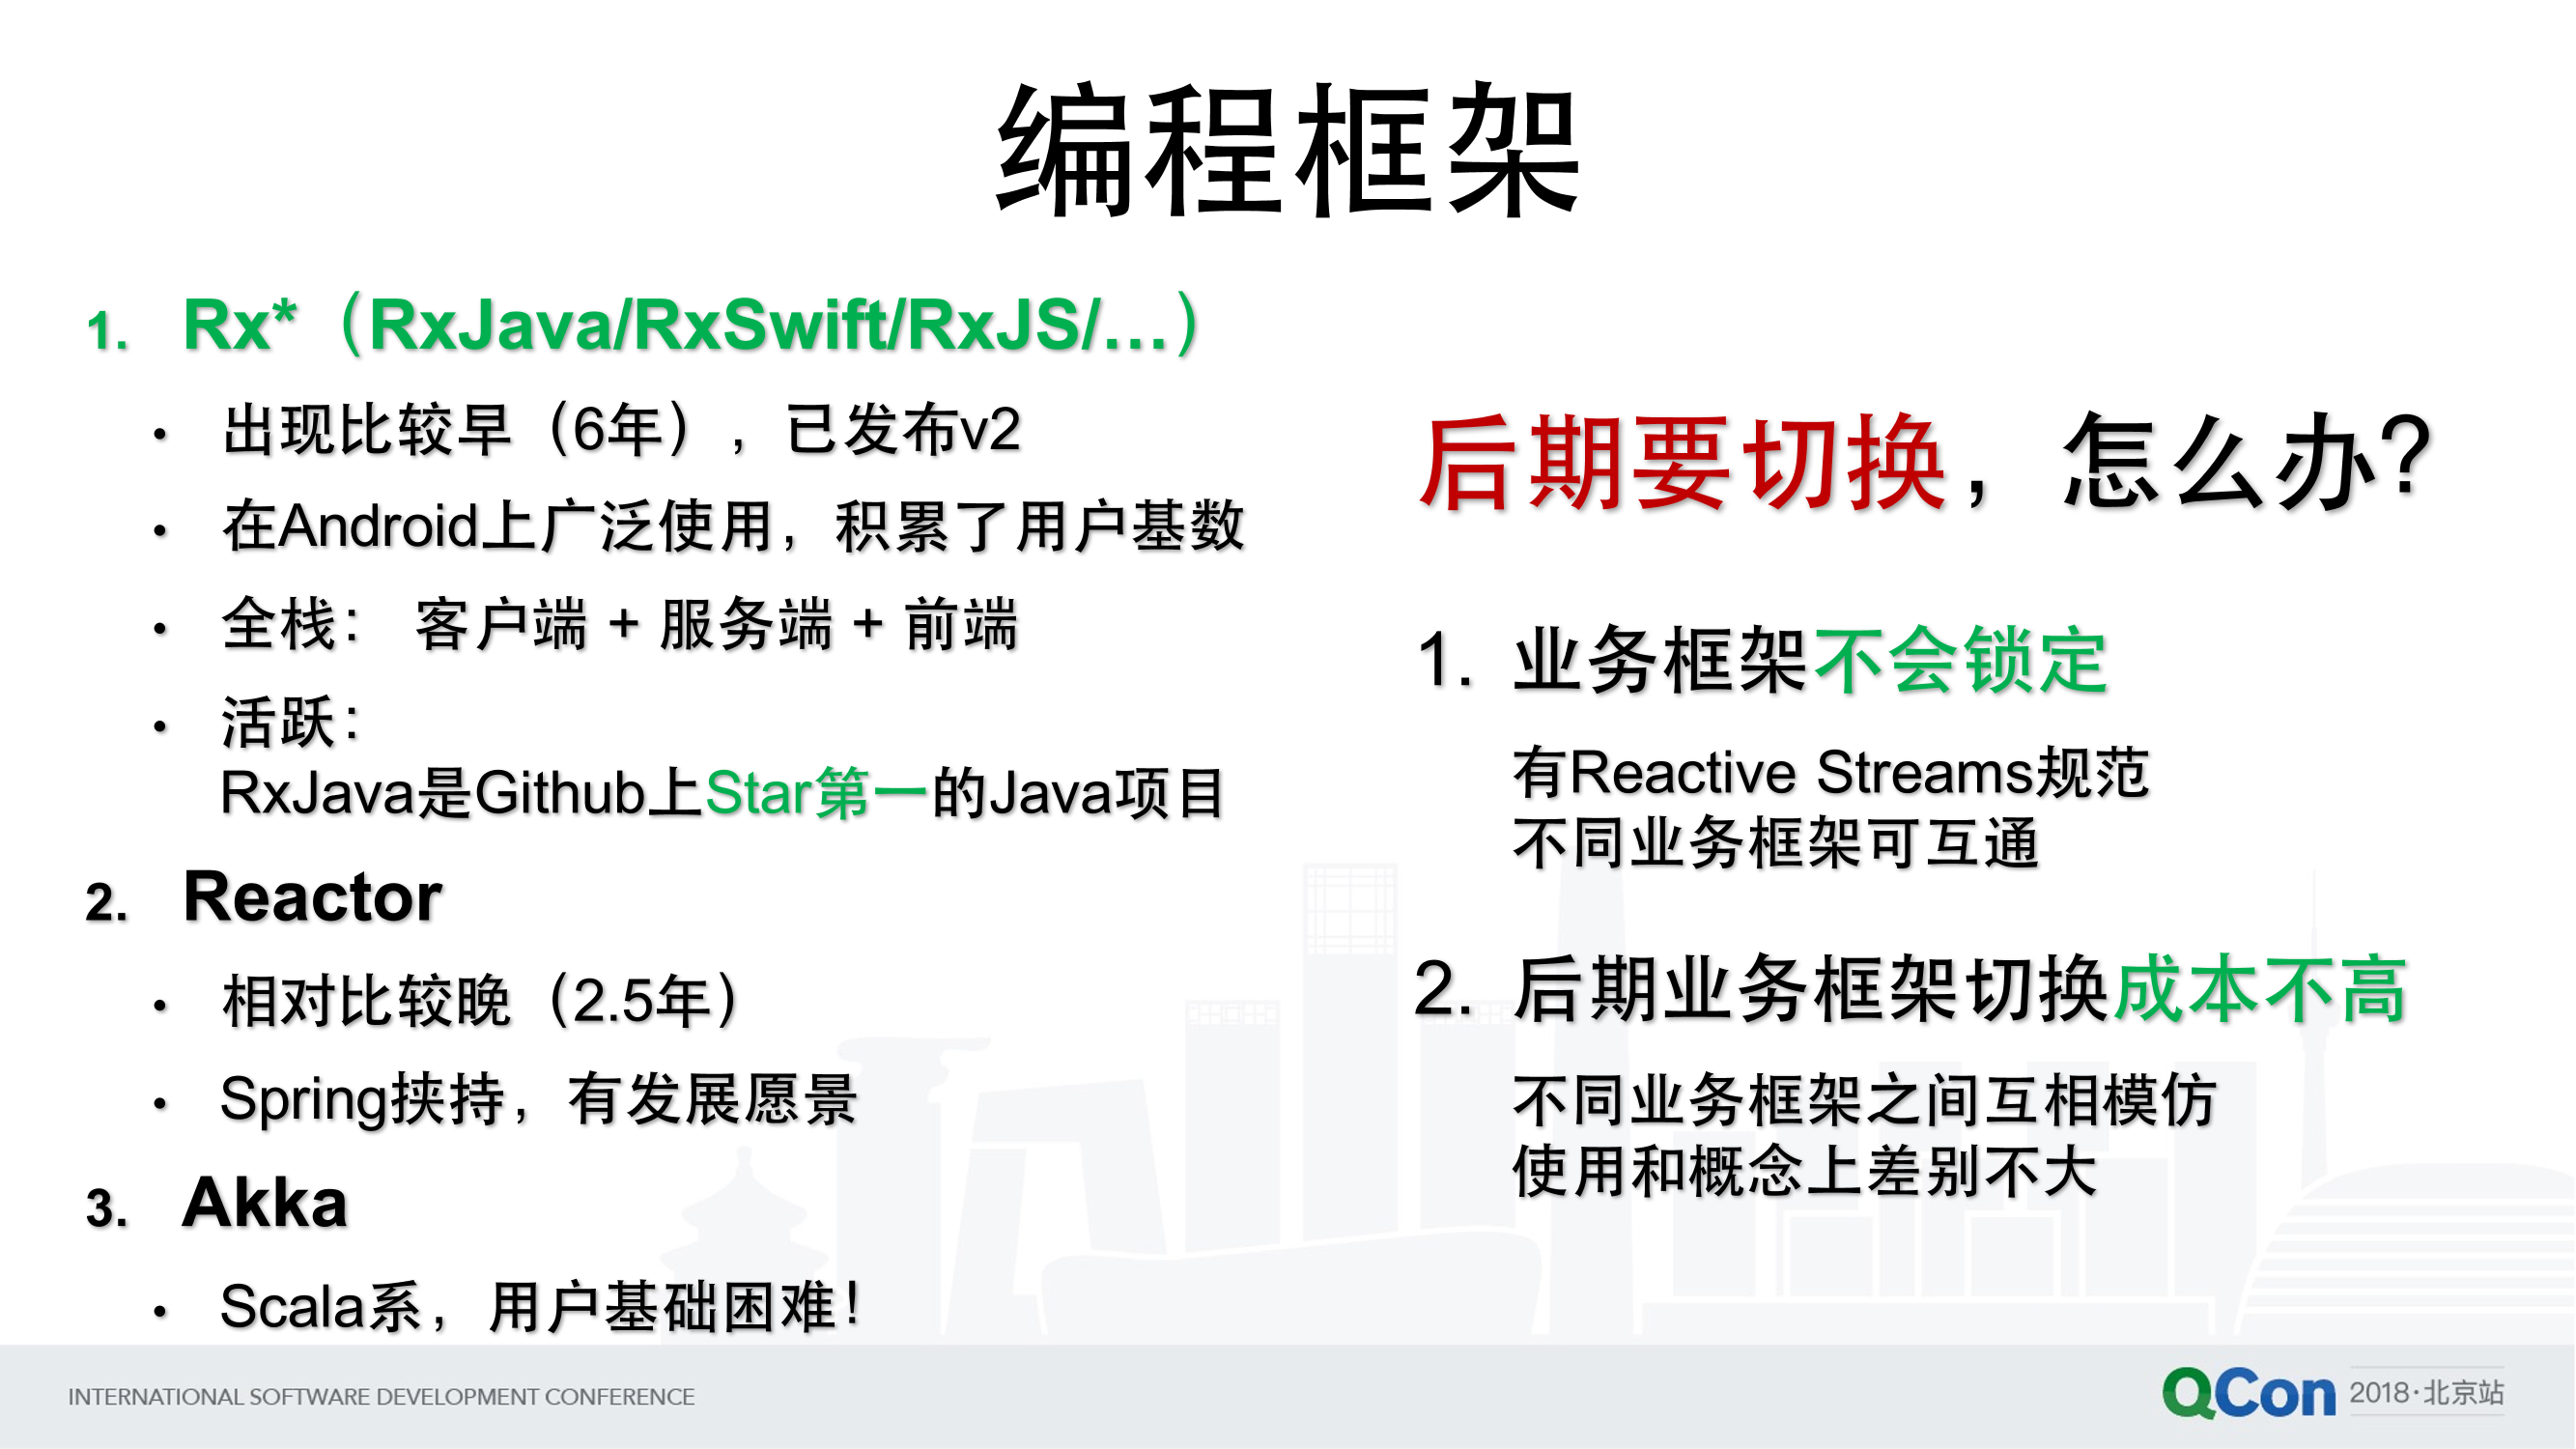 编程框架
1. Rx*（RxJava/RxSwift/RxJS/…）
• 出现比较早（6年），已发布v2
• 在Android上广泛使用，积累了用户基数
• 全栈： 客户端 + 服务端 + 前端
• 活跃：
RxJava是Github上Star第一的Java项目
2. Reactor
• 相对比较晚（2.5年）
• Spring挟持，有发展愿景
3. Akka
• Scala系，用户基础困难！
后期要切换，怎么办？
1. 业务框架不会锁定
有Reactive Streams规范
不同业务框架可互通
2. 后期业务框架切换成本不高
不同业务框架之间互相模仿
使用和概念上差别不大
INTERNATIONAL SOFTWARE DEVELOPMENT CONFERENCE
QCon 2018·北京站